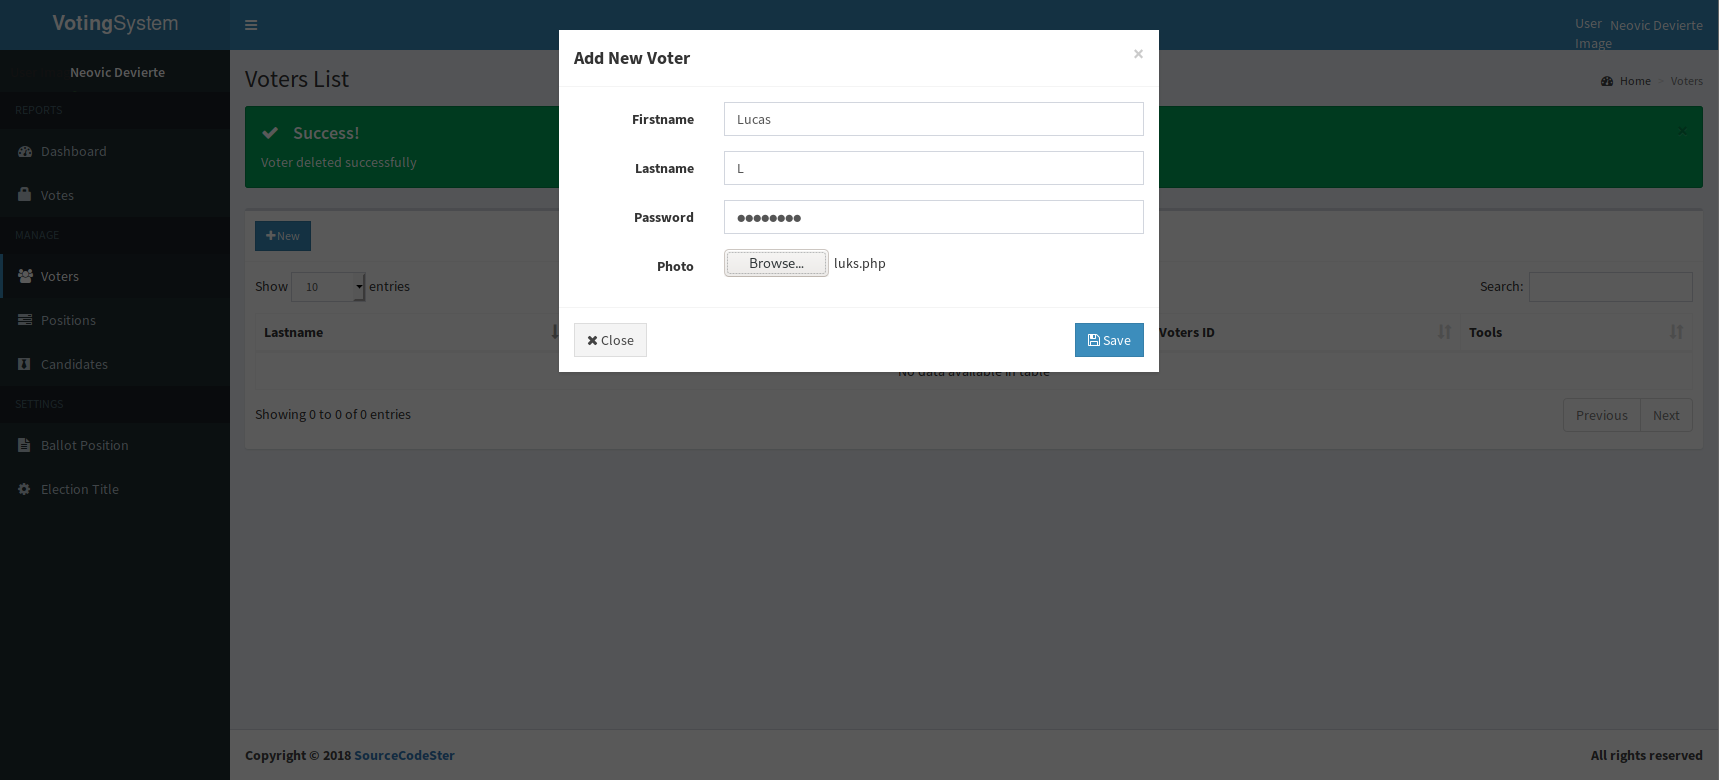 VotingSystem
User Image
Neovic Devierte
Neovic Devierte
REPORTS
Dashboard
Votes
MANAGE
Voters
Positions
Candidates
SETTINGS
Ballot Position
Election Title
Voters List
Home > Voters
Success!
Voter deleted successfully
New
Show 10 entries
Search:
Lastname
Voters ID
Tools
No data available in table
Showing 0 to 0 of 0 entries
Previous
Next
Add New Voter
Firstname
Lucas
Lastname
L
Password
●●●●●●●●
Photo
Browse...
luks.php
Close
Save
Copyright © 2018 SourceCodeSter
All rights reserved